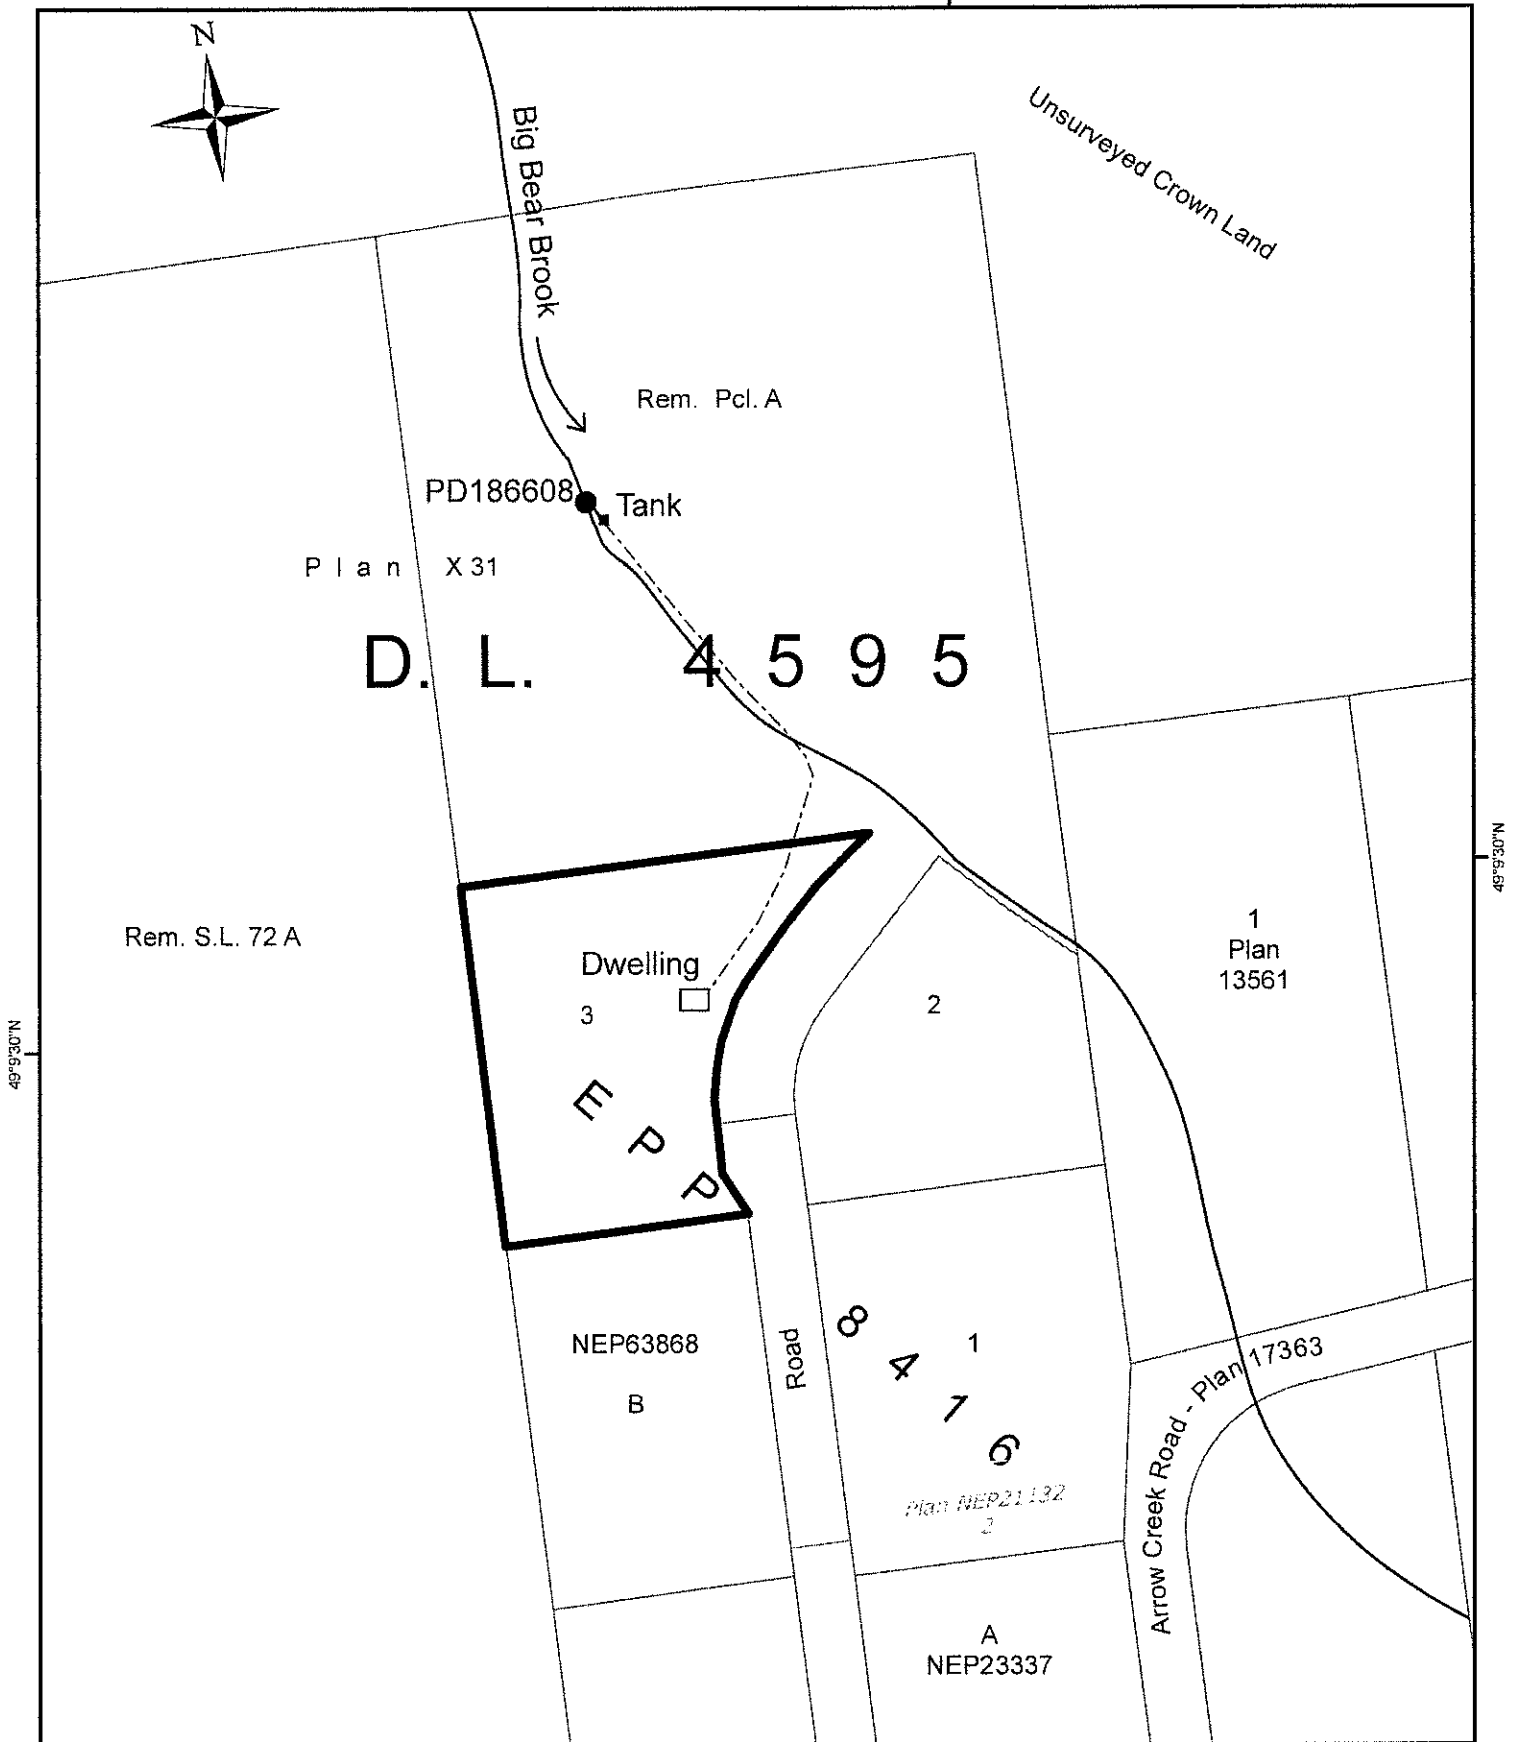 N
Big Bear Brook
Unsurveyed Crown Land
Rem. Pcl. A
PD186608
Tank
Plan X 31
D. L. 4 5 9 5
49°9'30"N
Rem. S.L. 72 A
1
Plan
13561
Dwelling
3
2
49°9'30"N
E P P
8 4 1 6
NEP63868
B
Road
1
Arrow Creek Road - Plan 17363
Plan NEP21132
2
A
NEP23337